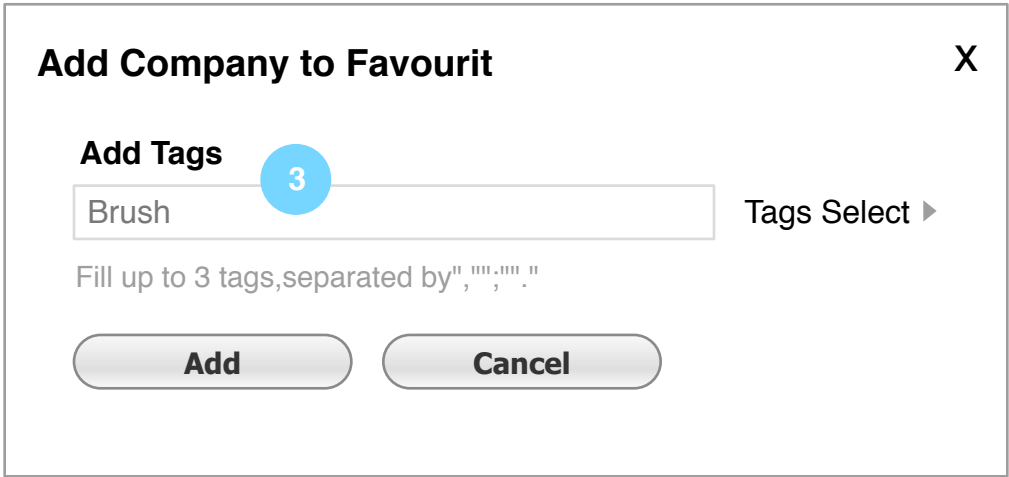 Add Company to Favourit X
Add Tags
3
Brush Tags Select
Fill up to 3 tags,separated by","";""."
Add Cancel